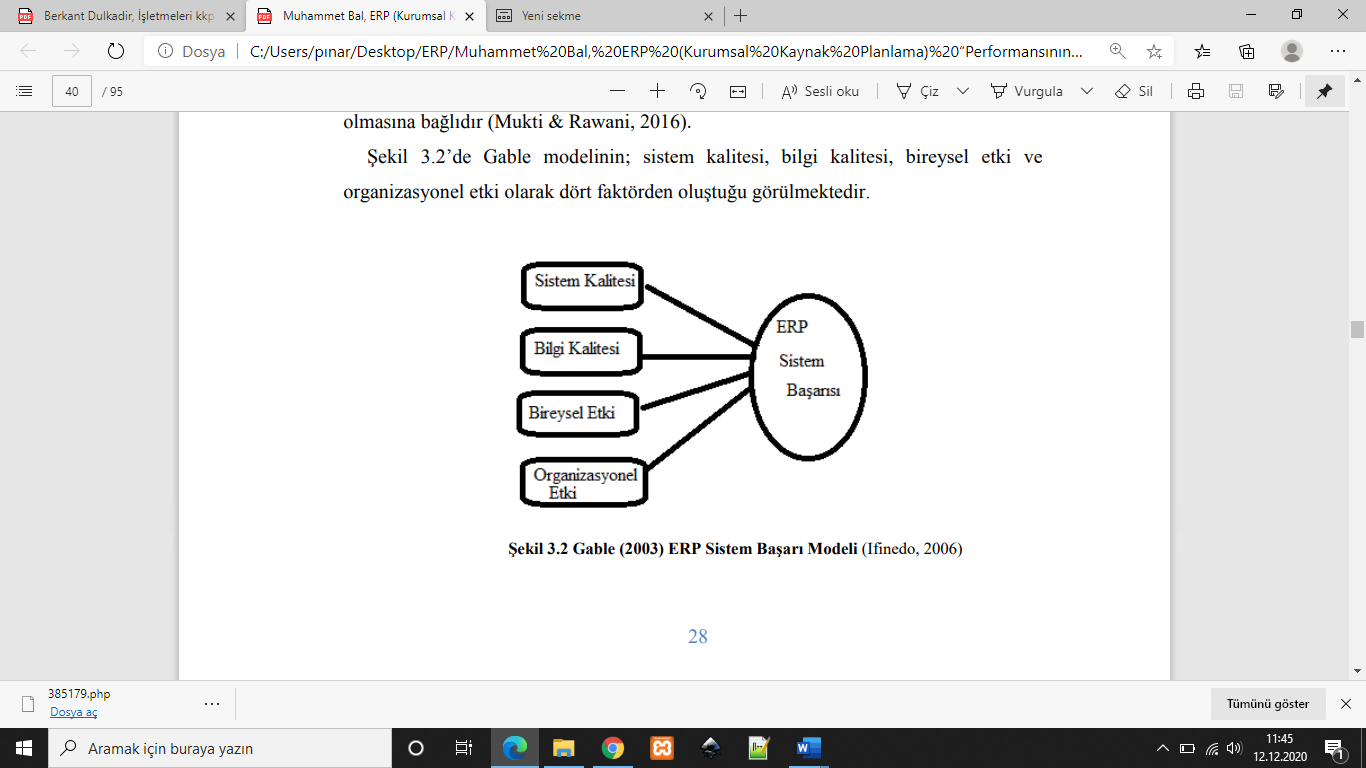 Berkant Dulkadir, İşletmeleri kkp
Muhammet Bal, ERP (Kurumsal K
Yeni sekme
Dosya
C:/Users/pınar/Desktop/ERP/Muhammet%20Bal,%20ERP%20(Kurumsal%20Kaynak%20Planlama)%20“Performansının...
40
/ 95
Sesli oku
Çiz
Vurgula
Sil
olmasına bağlıdır (Mukti & Rawani, 2016).
Şekil 3.2’de Gable modelinin; sistem kalitesi, bilgi kalitesi, bireysel etki ve
organizasyonel etki olarak dört faktörden oluştuğu görülmektedir.
Sistem Kalitesi
Bilgi Kalitesi
Bireysel Etki
Organizasyonel
Etki
ERP
Sistem
Başarısı
Şekil 3.2 Gable (2003) ERP Sistem Başarı Modeli (Ifinedo, 2006)
28
385179.php
Dosya aç
Tümünü göster
Aramak için buraya yazın
11:45
12.12.2020
1